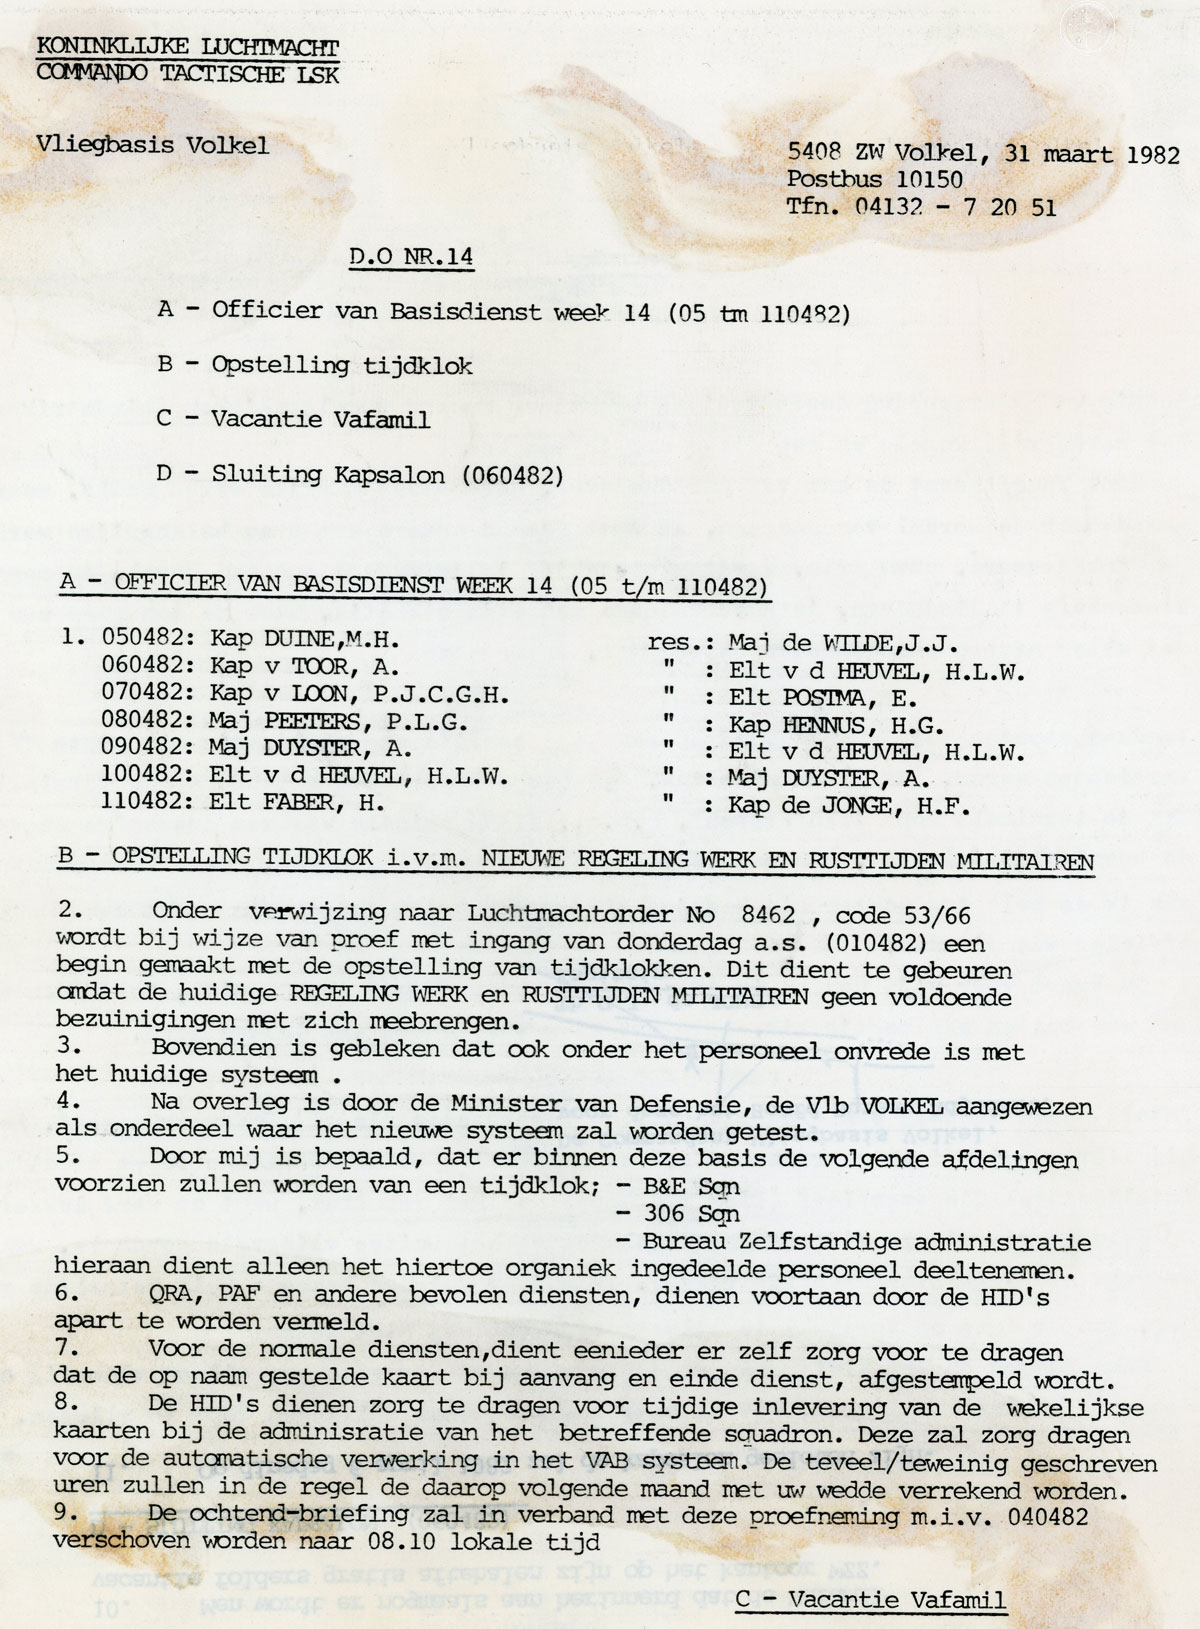 KONINKLIJKE LUCHTMACHT
COMMANDO TACTISCHE LSK
Vliegbasis Volkel
5408 ZW Volkel, 31 maart 1982
Postbus 10150
Tfn. 04132 - 7 20 51
D.O NR.14
A - Officier van Basisdienst week 14 (05 tm 110482)
B - Opstelling tijdklok
C - Vacantie Vafamil
D - Sluiting Kapsalon (060482)
A - OFFICIER VAN BASISDIENST WEEK 14 (05 t/m 110482)
1. 050482: Kap DUINE,M.H. res.: Maj de WILDE,J.J.
060482: Kap v TOOR, A. " : Elt v d HEUVEL, H.L.W.
070482: Kap v LOON, P.J.C.G.H. " : Elt POSTMA, E.
080482: Maj PEETERS, P.L.G. " : Kap HENNUS, H.G.
090482: Maj DUYSTER, A. " : Elt v d HEUVEL, H.L.W.
100482: Elt v d HEUVEL, H.L.W. " : Maj DUYSTER, A.
110482: Elt FABER, H. " : Kap de JONGE, H.F.
B - OPSTELLING TIJDKLOK i.v.m. NIEUWE REGELING WERK EN RUSTTIJDEN MILITAIREN
2. Onder verwijzing naar Luchtmachtorder No 8462 , code 53/66
wordt bij wijze van proef met ingang van donderdag a.s. (010482) een
begin gemaakt met de opstelling van tijdklokken. Dit dient te gebeuren
omdat de huidige REGELING WERK en RUSTTIJDEN MILITAIREN geen voldoende
bezuinigingen met zich meebrengen.
3. Bovendien is gebleken dat ook onder het personeel onvrede is met
het huidige systeem .
4. Na overleg is door de Minister van Defensie, de Vlb VOLKEL aangewezen
als onderdeel waar het nieuwe systeem zal worden getest.
5. Door mij is bepaald, dat er binnen deze basis de volgende afdelingen
voorzien zullen worden van een tijdklok; - B&E Sqn
- 306 Sqn
- Bureau Zelfstandige administratie
hieraan dient alleen het hiertoe organiek ingedeelde personeel deeltenemen.
6. QRA, PAF en andere bevolen diensten, dienen voortaan door de HID's
apart te worden vermeld.
7. Voor de normale diensten,dient eenieder er zelf zorg voor te dragen
dat de op naam gestelde kaart bij aanvang en einde dienst, afgestempeld wordt.
8. De HID's dienen zorg te dragen voor tijdige inlevering van de wekelijkse
kaarten bij de adminisratie van het betreffende squadron. Deze zal zorg dragen
voor de automatische verwerking in het VAB systeem. De teveel/teweinig geschreven
uren zullen in de regel de daarop volgende maand met uw wedde verrekend worden.
9. De ochtend-briefing zal in verband met deze proefneming m.i.v. 040482
verschoven worden naar 08.10 lokale tijd
C - Vacantie Vafamil